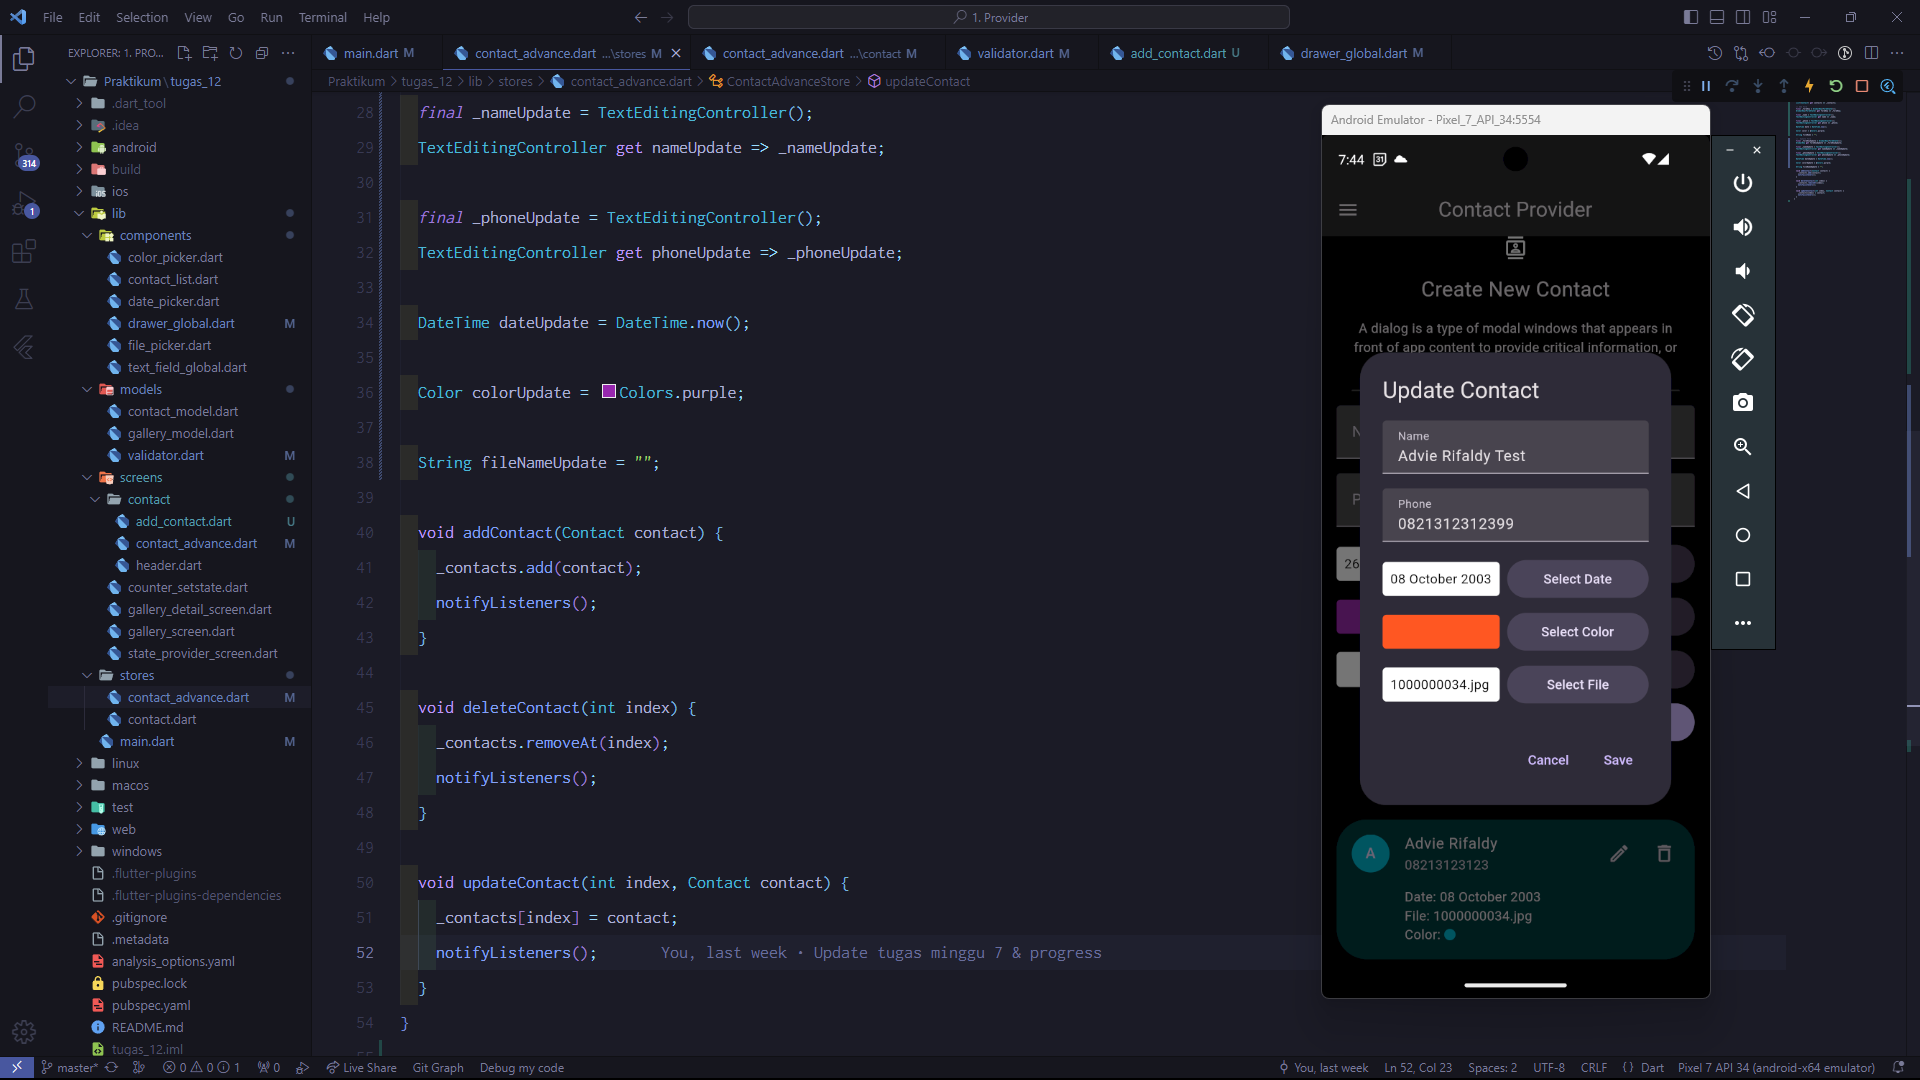 File Edit Selection View Go Run Terminal Help
1. Provider
EXPLORER: 1. PRO...
Praktikum \ tugas_12
.dart_tool
.idea
android
build
ios
lib
components
color_picker.dart
contact_list.dart
date_picker.dart
drawer_global.dart M
file_picker.dart
text_field_global.dart
models
contact_model.dart
gallery_model.dart
validator.dart M
screens
contact
add_contact.dart U
contact_advance.dart M
header.dart
counter_setstate.dart
gallery_detail_screen.dart
gallery_screen.dart
state_provider_screen.dart
stores
contact_advance.dart M
contact.dart
main.dart M
linux
macos
test
web
windows
.flutter-plugins
.flutter-plugins-dependencies
.gitignore
.metadata
analysis_options.yaml
pubspec.lock
pubspec.yaml
README.md
tugas_12.iml
314
1
main.dart M
contact_advance.dart ...\stores M
contact_advance.dart ...\contact M
validator.dart M
add_contact.dart U
drawer_global.dart M
Praktikum > tugas_12 > lib > stores > contact_advance.dart > ContactAdvanceStore > updateContact
28 final _nameUpdate = TextEditingController();
29 TextEditingController get nameUpdate => _nameUpdate;
30
31 final _phoneUpdate = TextEditingController();
32 TextEditingController get phoneUpdate => _phoneUpdate;
33
34 DateTime dateUpdate = DateTime.now();
35
36 Color colorUpdate = Colors.purple;
37
38 String fileNameUpdate = "";
39
40 void addContact(Contact contact) {
41 _contacts.add(contact);
42 notifyListeners();
43 }
44
45 void deleteContact(int index) {
46 _contacts.removeAt(index);
47 notifyListeners();
48 }
49
50 void updateContact(int index, Contact contact) {
51 _contacts[index] = contact;
52 notifyListeners(); You, last week • Update tugas minggu 7 & progress
53 }
54 }
Android Emulator - Pixel_7_API_34:5554
7:44 31
Contact Provider
Create New Contact
A dialog is a type of modal windows that appears in
front of app content to provide critical information, or
26
Update Contact
Name
Advie Rifaldy Test
Phone
0821312312399
08 October 2003 Select Date
Select Color
1000000034.jpg Select File
Cancel Save
A
Advie Rifaldy
08213123123
Date: 08 October 2003
File: 1000000034.jpg
Color:
master* 0 0 1 0 Live Share Git Graph Debug my code
You, last week Ln 52, Col 23 Spaces: 2 UTF-8 CRLF { } Dart Pixel 7 API 34 (android-x64 emulator)